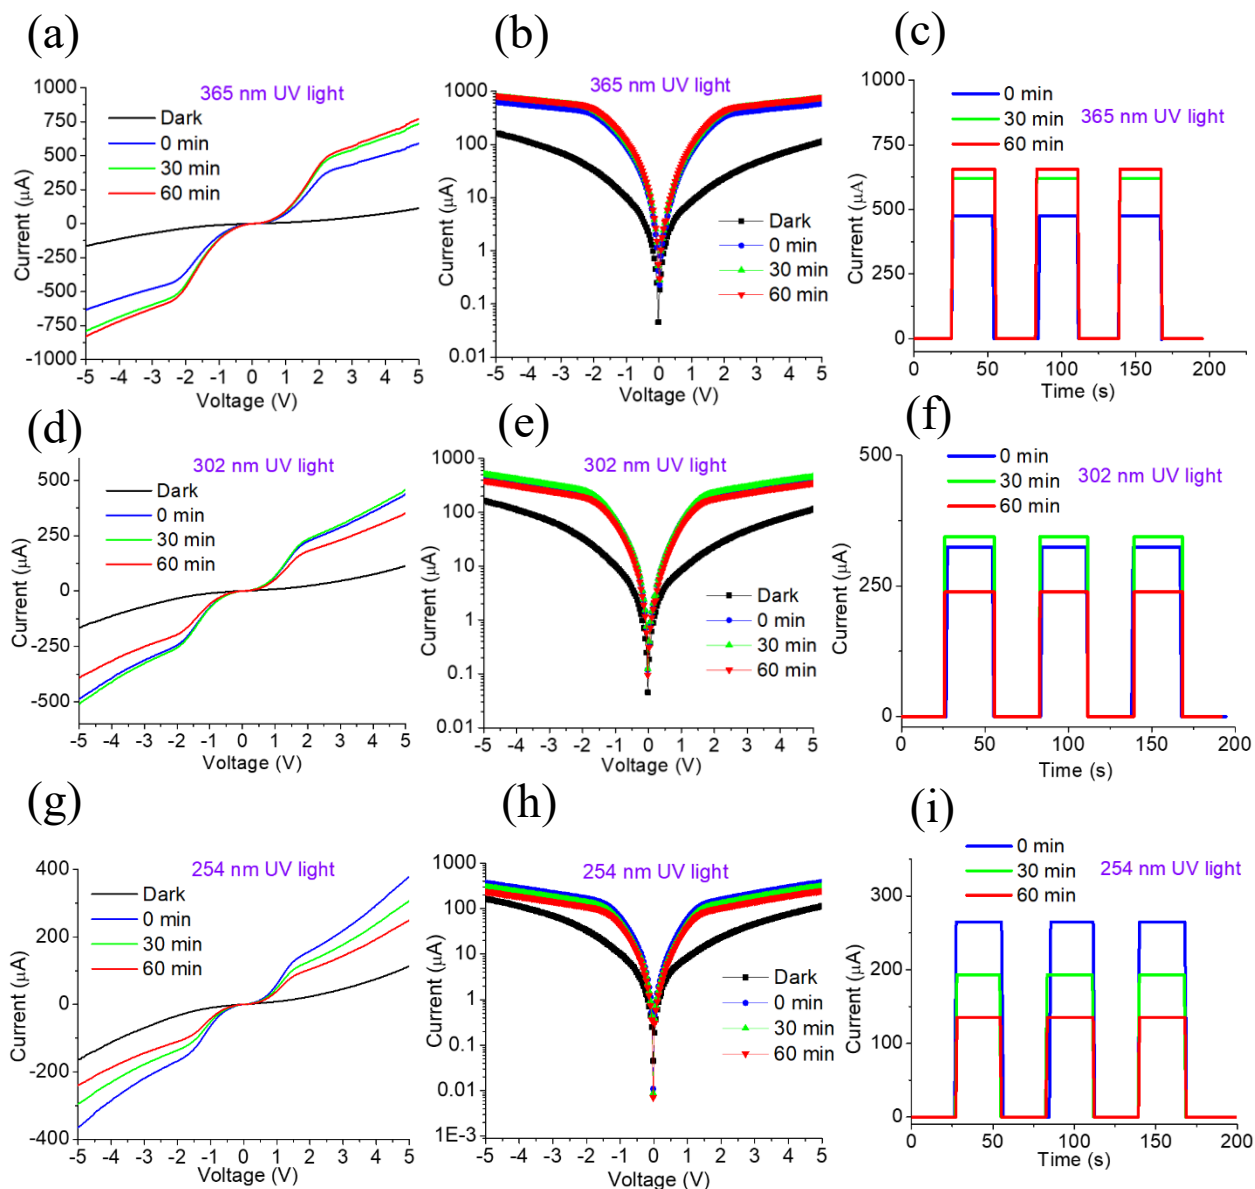 (a)
365 nm UV light
Dark
0 min
30 min
60 min
1000
750
500
250
0
-250
-500
-750
-1000
Current (μA)
-5 -4 -3 -2 -1 0 1 2 3 4 5
Voltage (V)
(b)
365 nm UV light
1000
100
10
1
0.1
0.01
Current (μA)
Dark
0 min
30 min
60 min
-5 -4 -3 -2 -1 0 1 2 3 4 5
Voltage (V)
(c)
0 min
30 min
60 min
365 nm UV light
1000
750
500
250
0
Current (μA)
0 50 100 150 200
Time (s)
(d)
302 nm UV light
Dark
0 min
30 min
60 min
500
250
0
-250
-500
Current (μA)
-5 -4 -3 -2 -1 0 1 2 3 4 5
Voltage (V)
(e)
302 nm UV light
1000
100
10
1
0.1
0.01
Current (μA)
Dark
0 min
30 min
60 min
-5 -4 -3 -2 -1 0 1 2 3 4 5
Voltage (V)
(f)
0 min
30 min
60 min
302 nm UV light
500
250
0
Current (μA)
0 50 100 150 200
Time (s)
(g)
254 nm UV light
Dark
0 min
30 min
60 min
400
200
0
-200
-400
Current (μA)
-5 -4 -3 -2 -1 0 1 2 3 4 5
Voltage (V)
(h)
254 nm UV light
1000
100
10
1
0.1
0.01
1E-3
Current (μA)
Dark
0 min
30 min
60 min
-5 -4 -3 -2 -1 0 1 2 3 4 5
Voltage (V)
(i)
0 min
30 min
60 min
254 nm UV light
300
200
100
0
Current (μA)
0 50 100 150 200
Time (s)